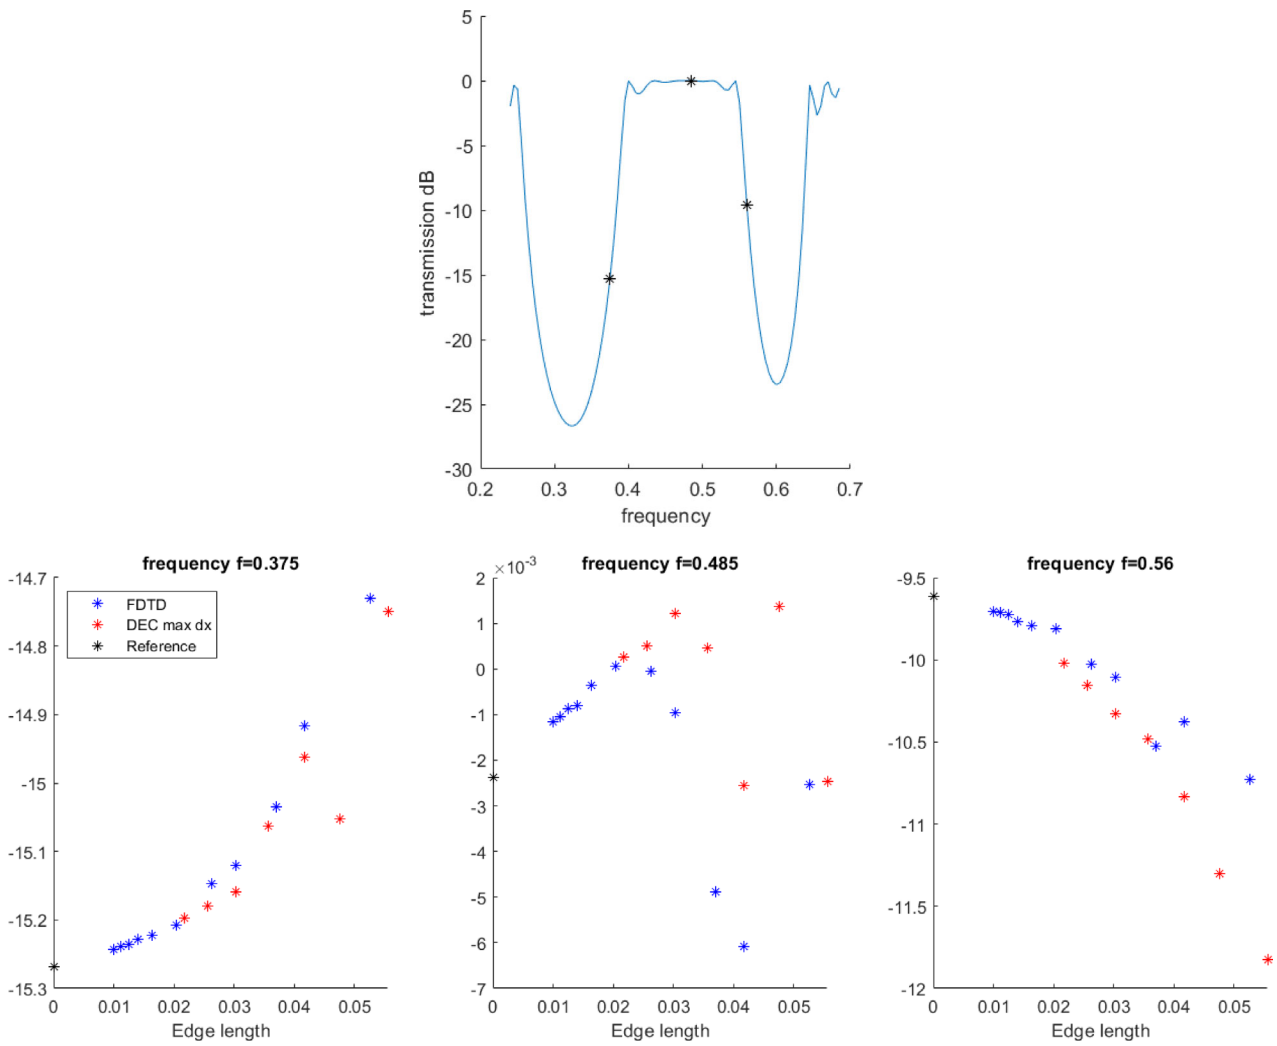 5
0
-5
-10
-15
-20
-25
-30
transmission dB
0.2 0.3 0.4 0.5 0.6 0.7
frequency
frequency f=0.375
-14.7
-14.8
-14.9
-15
-15.1
-15.2
-15.3
FDTD
DEC max dx
Reference
0 0.01 0.02 0.03 0.04 0.05
Edge length
×10⁻³
frequency f=0.485
2
1
0
-1
-2
-3
-4
-5
-6
-7
0 0.01 0.02 0.03 0.04 0.05
Edge length
frequency f=0.56
-9.5
-10
-10.5
-11
-11.5
-12
0 0.01 0.02 0.03 0.04 0.05
Edge length